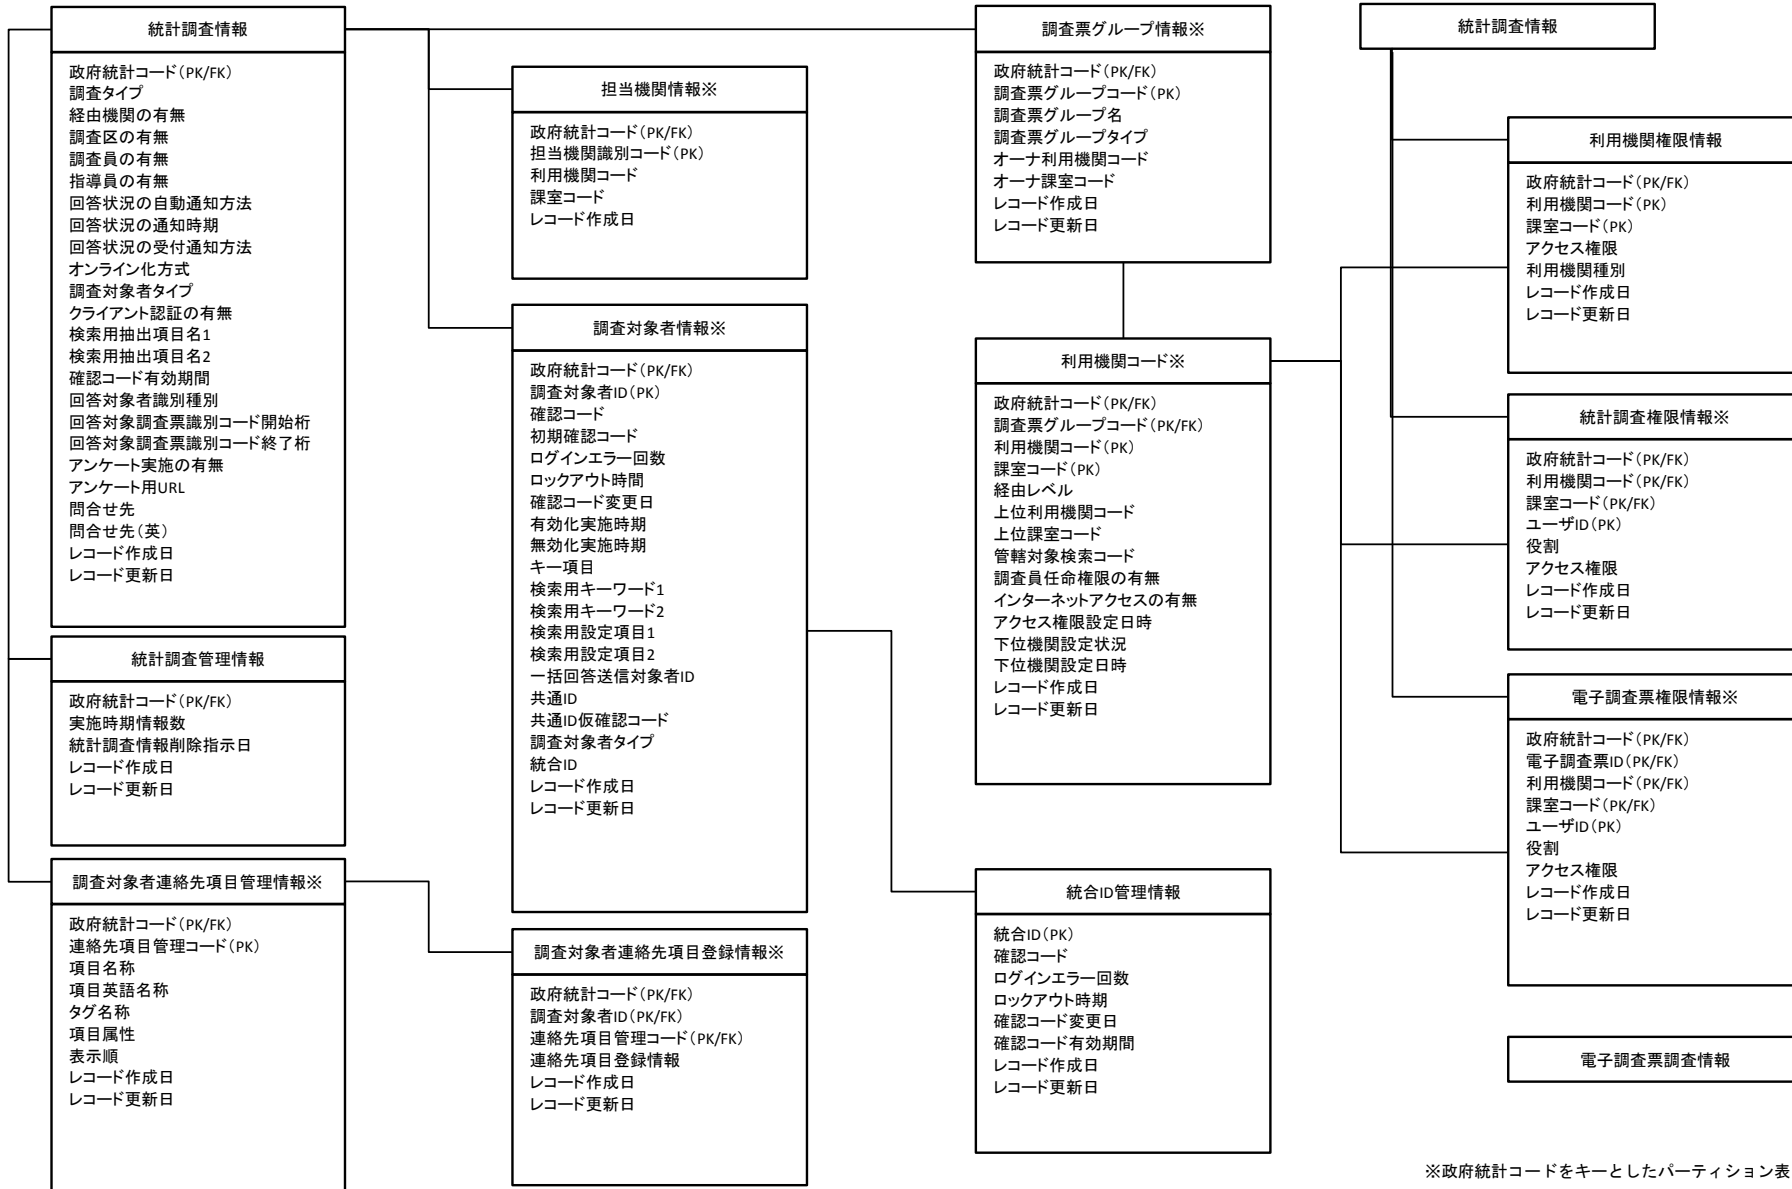 統計調査情報
政府統計コード(PK/FK)
調査タイプ
経由機関の有無
調査区の有無
調査員の有無
指導員の有無
回答状況の自動通知方法
回答状況の通知時期
回答状況の受付通知方法
オンライン化方式
調査対象者タイプ
クライアント認証の有無
検索用抽出項目名1
検索用抽出項目名2
確認コード有効期間
回答対象者識別種別
回答対象調査票識別コード開始桁
回答対象調査票識別コード終了桁
アンケート実施の有無
アンケート用URL
問合せ先
問合せ先(英)
レコード作成日
レコード更新日
統計調査管理情報
政府統計コード(PK/FK)
実施時期情報数
統計調査情報削除指示日
レコード作成日
レコード更新日
調査対象者連絡先項目管理情報※
政府統計コード(PK/FK)
連絡先項目管理コード(PK)
項目名称
項目英語名称
タグ名称
項目属性
表示順
レコード作成日
レコード更新日
担当機関情報※
政府統計コード(PK/FK)
担当機関識別コード(PK)
利用機関コード
課室コード
レコード作成日
調査対象者情報※
政府統計コード(PK/FK)
調査対象者ID(PK)
確認コード
初期確認コード
ログインエラー回数
ロックアウト時間
確認コード変更日
有効化実施時期
無効化実施時期
キー項目
検索用キーワード1
検索用キーワード2
検索用設定項目1
検索用設定項目2
一括回答送信対象者ID
共通ID
共通ID仮確認コード
調査対象者タイプ
統合ID
レコード作成日
レコード更新日
調査対象者連絡先項目登録情報※
政府統計コード(PK/FK)
調査対象者ID(PK/FK)
連絡先項目管理コード(PK/FK)
連絡先項目登録情報
レコード作成日
レコード更新日
調査票グループ情報※
政府統計コード(PK/FK)
調査票グループコード(PK)
調査票グループ名
調査票グループタイプ
オーナ利用機関コード
オーナ課室コード
レコード作成日
レコード更新日
利用機関コード※
政府統計コード(PK/FK)
調査票グループコード(PK/FK)
利用機関コード(PK)
課室コード(PK)
経由レベル
上位利用機関コード
上位課室コード
管轄対象検索コード
調査員任命権限の有無
インターネットアクセスの有無
アクセス権限設定日時
下位機関設定状況
下位機関設定日時
レコード作成日
レコード更新日
統合ID管理情報
統合ID(PK)
確認コード
ログインエラー回数
ロックアウト時期
確認コード変更日
確認コード有効期間
レコード作成日
レコード更新日
統計調査情報
利用機関権限情報
政府統計コード(PK/FK)
利用機関コード(PK)
課室コード(PK)
アクセス権限
利用機関種別
レコード作成日
レコード更新日
統計調査権限情報※
政府統計コード(PK/FK)
利用機関コード(PK/FK)
課室コード(PK/FK)
ユーザID(PK)
役割
アクセス権限
レコード作成日
レコード更新日
電子調査票権限情報※
政府統計コード(PK/FK)
電子調査票ID(PK/FK)
利用機関コード(PK/FK)
課室コード(PK/FK)
ユーザID(PK)
役割
アクセス権限
レコード作成日
レコード更新日
電子調査票調査情報
※政府統計コードをキーとしたパーティション表